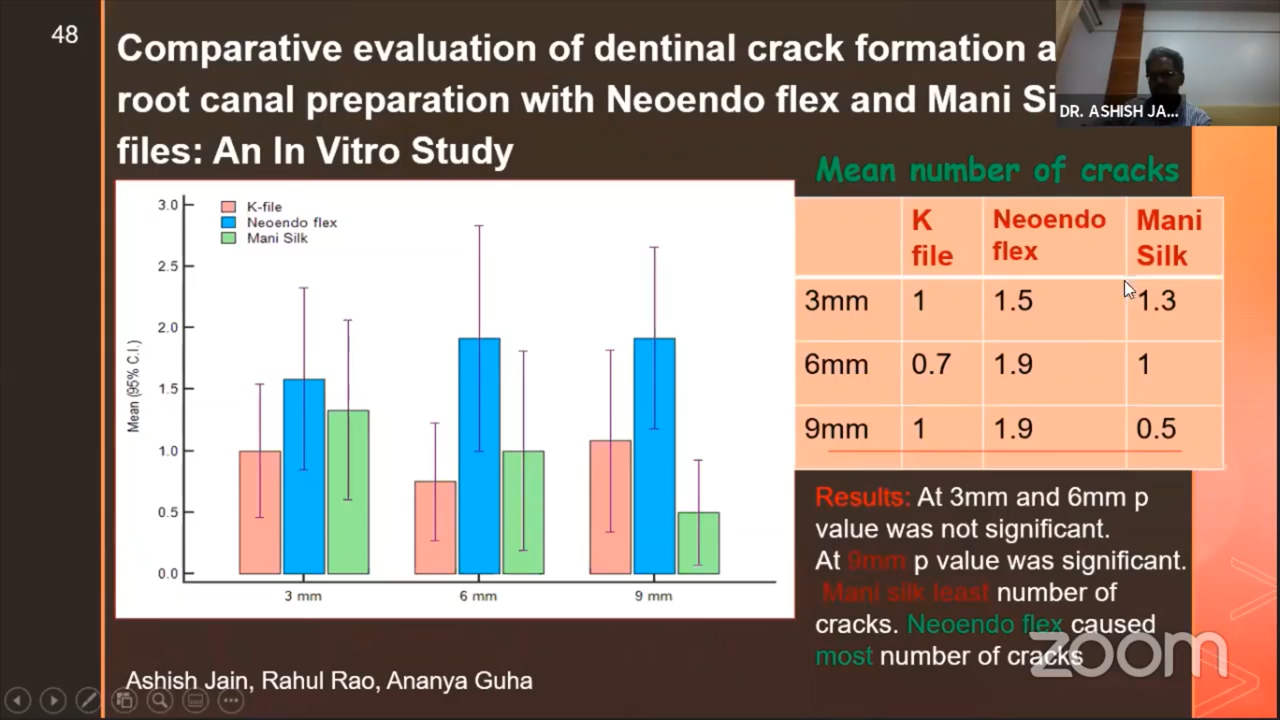 48
Comparative evaluation of dentinal crack formation a
root canal preparation with Neoendo flex and Mani Si
files: An In Vitro Study
DR. ASHISH JA...
3.0
2.5
2.0
1.5
1.0
0.5
0.0
Mean (95% C.I.)
K-file
Neoendo flex
Mani Silk
3 mm
6 mm
9 mm
Mean number of cracks
K file
Neoendo flex
Mani Silk
3mm 1 1.5 1.3
6mm 0.7 1.9 1
9mm 1 1.9 0.5
Results: At 3mm and 6mm p
value was not significant.
At 9mm p value was significant.
Mani silk least number of
cracks. Neoendo flex caused
most number of cracks
zoom
Ashish Jain, Rahul Rao, Ananya Guha